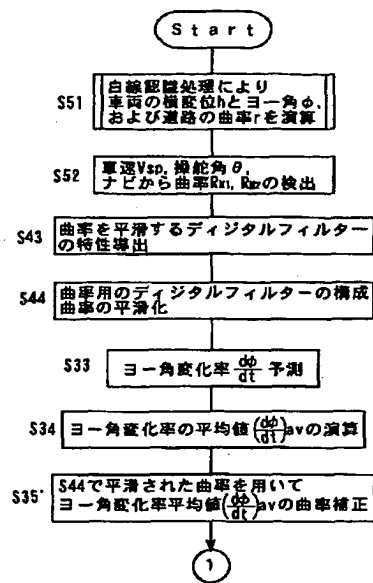 Start
S51
白線認識処理により
車両の横変位hとヨー角φ,
および道路の曲率rを演算
S52
車速Vsp, 操舵角θ,
ナビから曲率RN1, RN2の検出
S43
曲率を平滑するディジタルフィルター
の特性導出
S44
曲率用のディジタルフィルターの構成
曲率の平滑化
S33
ヨー角変化率 dφ/dt 予測
S34
ヨー角変化率の平均値(dφ/dt)avの演算
S35'
S44で平滑された曲率を用いて
ヨー角変化率平均値(dφ/dt)avの曲率補正
1